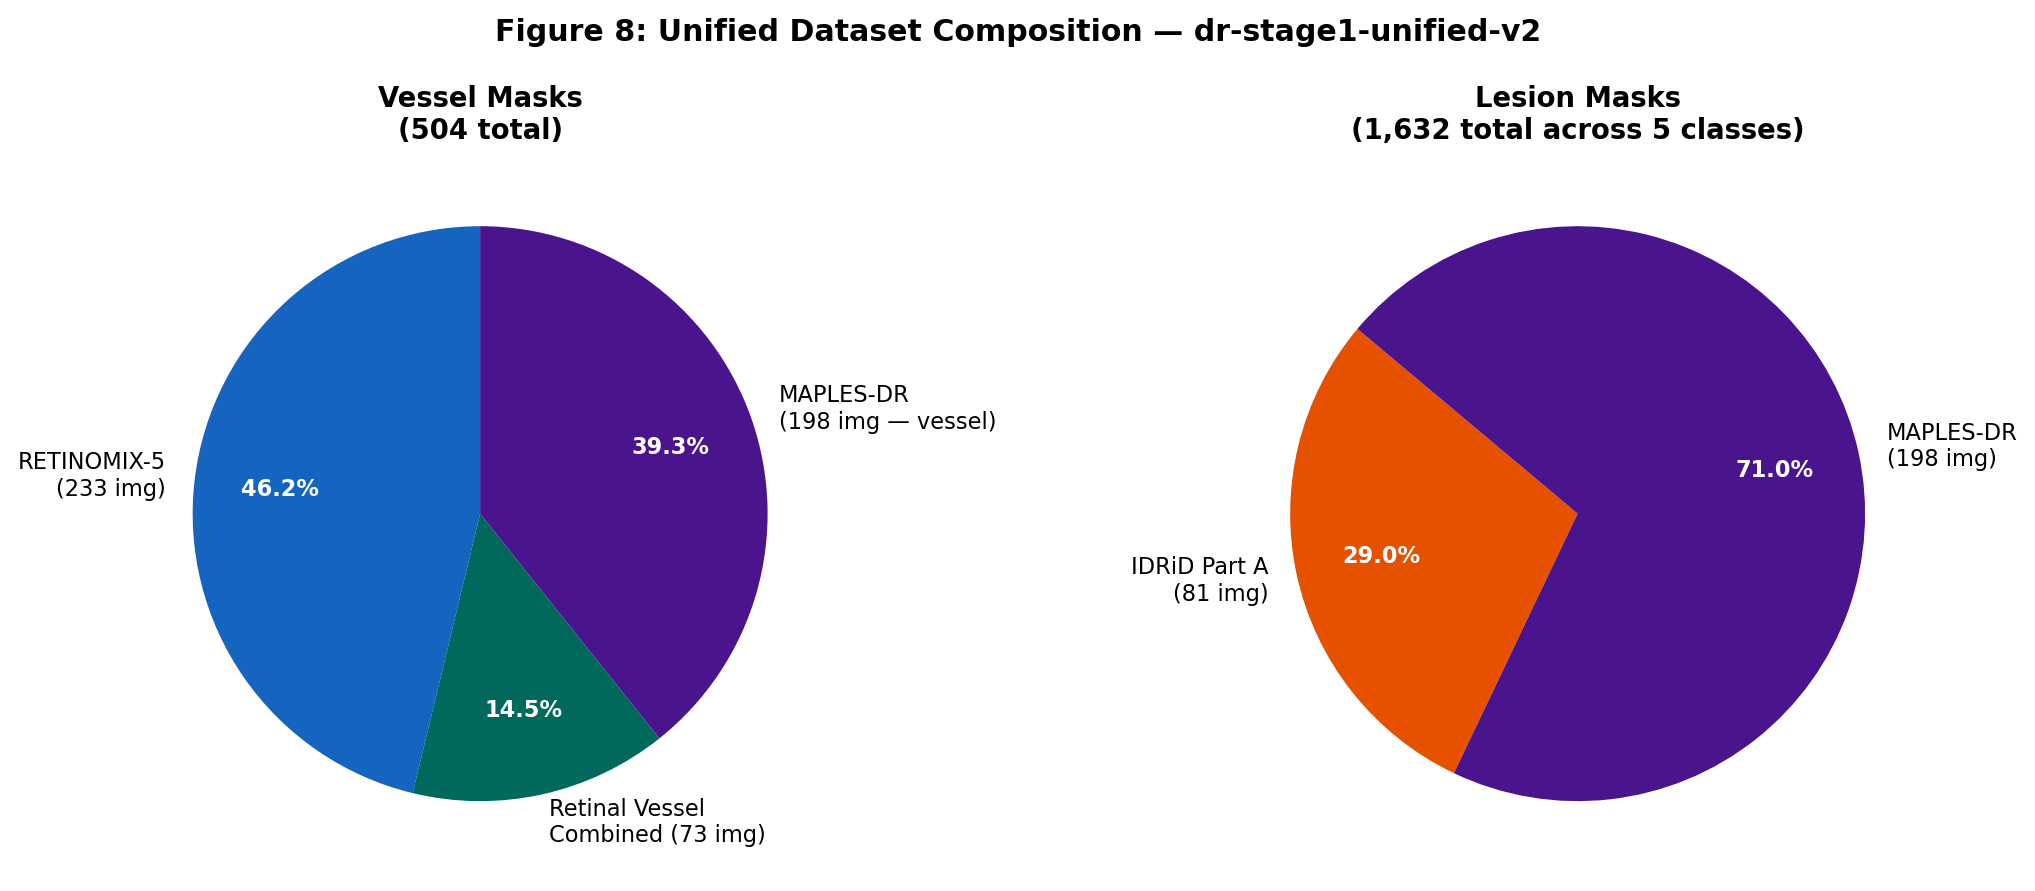 Figure 8: Unified Dataset Composition — dr-stage1-unified-v2
Vessel Masks
(504 total)
RETINOMIX-5
(233 img)
46.2%
39.3%
14.5%
MAPLES-DR
(198 img — vessel)
Retinal Vessel
Combined (73 img)
Lesion Masks
(1,632 total across 5 classes)
IDRiD Part A
(81 img)
29.0%
71.0%
MAPLES-DR
(198 img)